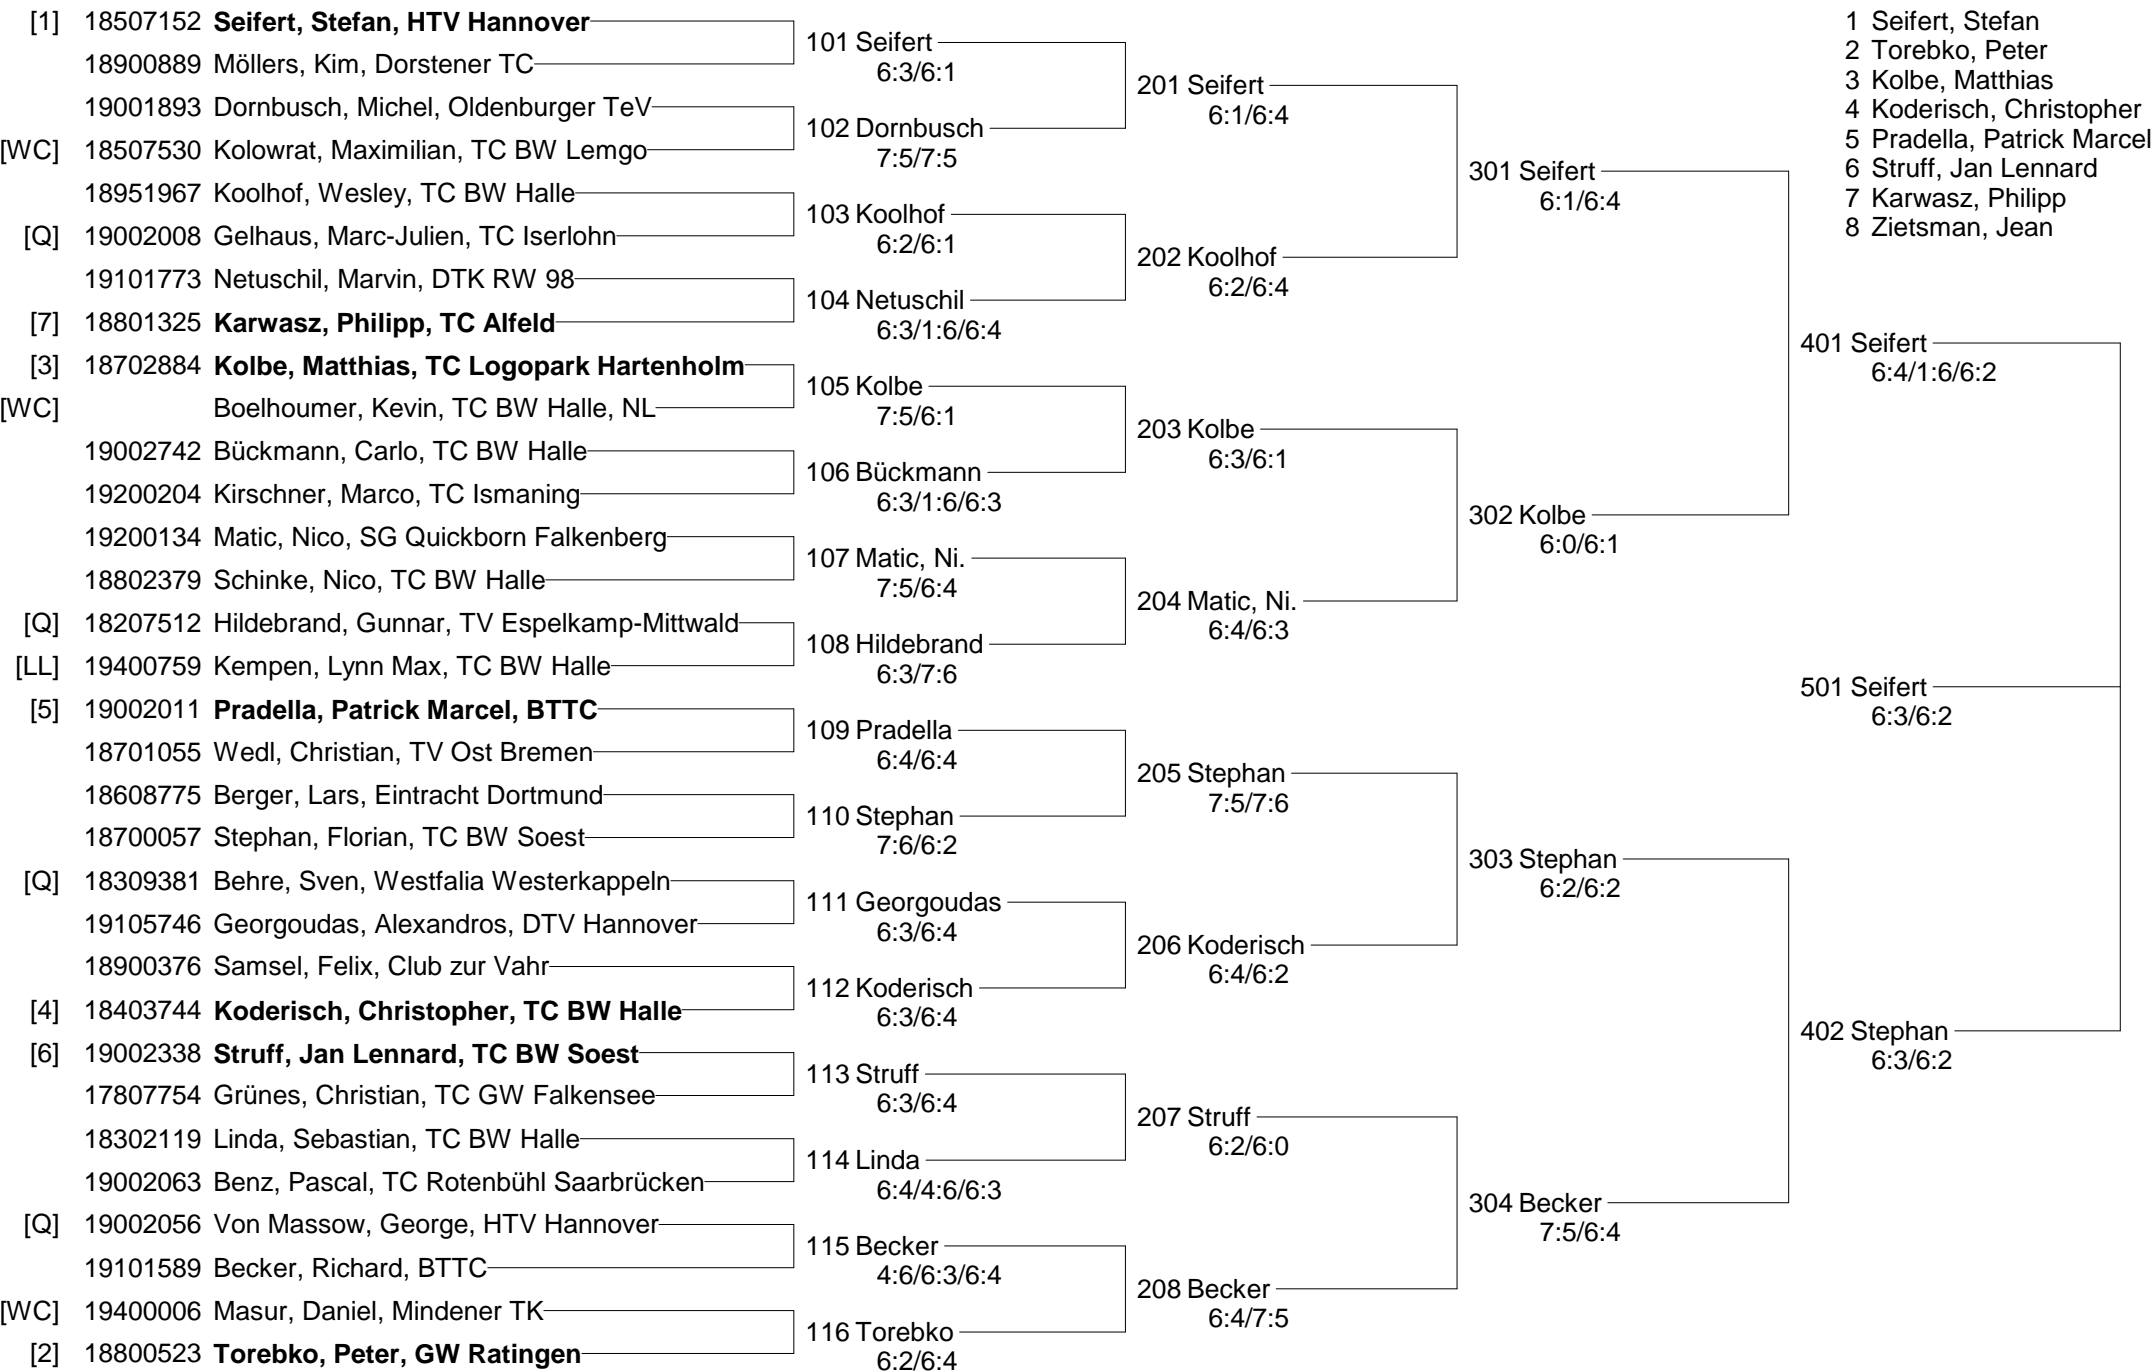 [1] 18507152 Seifert, Stefan, HTV Hannover
18900889 Möllers, Kim, Dorstener TC
19001893 Dornbusch, Michel, Oldenburger TeV
[WC] 18507530 Kolowrat, Maximilian, TC BW Lemgo
18951967 Koolhof, Wesley, TC BW Halle
[Q] 19002008 Gelhaus, Marc-Julien, TC Iserlohn
19101773 Netuschil, Marvin, DTK RW 98
[7] 18801325 Karwasz, Philipp, TC Alfeld
[3] 18702884 Kolbe, Matthias, TC Logopark Hartenholm
[WC] Boelhoumer, Kevin, TC BW Halle, NL
19002742 Bückmann, Carlo, TC BW Halle
19200204 Kirschner, Marco, TC Ismaning
19200134 Matic, Nico, SG Quickborn Falkenberg
18802379 Schinke, Nico, TC BW Halle
[Q] 18207512 Hildebrand, Gunnar, TV Espelkamp-Mittwald
[LL] 19400759 Kempen, Lynn Max, TC BW Halle
[5] 19002011 Pradella, Patrick Marcel, BTTC
18701055 Wedl, Christian, TV Ost Bremen
18608775 Berger, Lars, Eintracht Dortmund
18700057 Stephan, Florian, TC BW Soest
[Q] 18309381 Behre, Sven, Westfalia Westerkappeln
19105746 Georgoudas, Alexandros, DTV Hannover
18900376 Samsel, Felix, Club zur Vahr
[4] 18403744 Koderisch, Christopher, TC BW Halle
[6] 19002338 Struff, Jan Lennard, TC BW Soest
17807754 Grünes, Christian, TC GW Falkensee
18302119 Linda, Sebastian, TC BW Halle
19002063 Benz, Pascal, TC Rotenbühl Saarbrücken
[Q] 19002056 Von Massow, George, HTV Hannover
19101589 Becker, Richard, BTTC
[WC] 19400006 Masur, Daniel, Mindener TK
[2] 18800523 Torebko, Peter, GW Ratingen
101 Seifert
6:3/6:1
102 Dornbusch
7:5/7:5
103 Koolhof
6:2/6:1
104 Netuschil
6:3/1:6/6:4
105 Kolbe
7:5/6:1
106 Bückmann
6:3/1:6/6:3
107 Matic, Ni.
7:5/6:4
108 Hildebrand
6:3/7:6
109 Pradella
6:4/6:4
110 Stephan
7:6/6:2
111 Georgoudas
6:3/6:4
112 Koderisch
6:3/6:4
113 Struff
6:3/6:4
114 Linda
6:4/4:6/6:3
115 Becker
4:6/6:3/6:4
116 Torebko
6:2/6:4
201 Seifert
6:1/6:4
202 Koolhof
6:2/6:4
203 Kolbe
6:3/6:1
204 Matic, Ni.
6:4/6:3
205 Stephan
7:5/7:6
206 Koderisch
6:4/6:2
207 Struff
6:2/6:0
208 Becker
6:4/7:5
301 Seifert
6:1/6:4
302 Kolbe
6:0/6:1
303 Stephan
6:2/6:2
304 Becker
7:5/6:4
401 Seifert
6:4/1:6/6:2
501 Seifert
6:3/6:2
402 Stephan
6:3/6:2
1 Seifert, Stefan
2 Torebko, Peter
3 Kolbe, Matthias
4 Koderisch, Christopher
5 Pradella, Patrick Marcel
6 Struff, Jan Lennard
7 Karwasz, Philipp
8 Zietsman, Jean